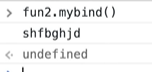 > fun2.mybind()
shfbghjd
<· undefined